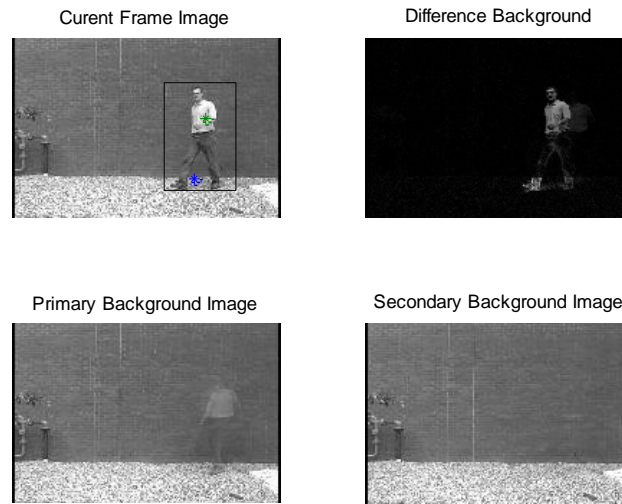 Curent Frame Image
Difference Background
Primary Background Image
Secondary Background Image